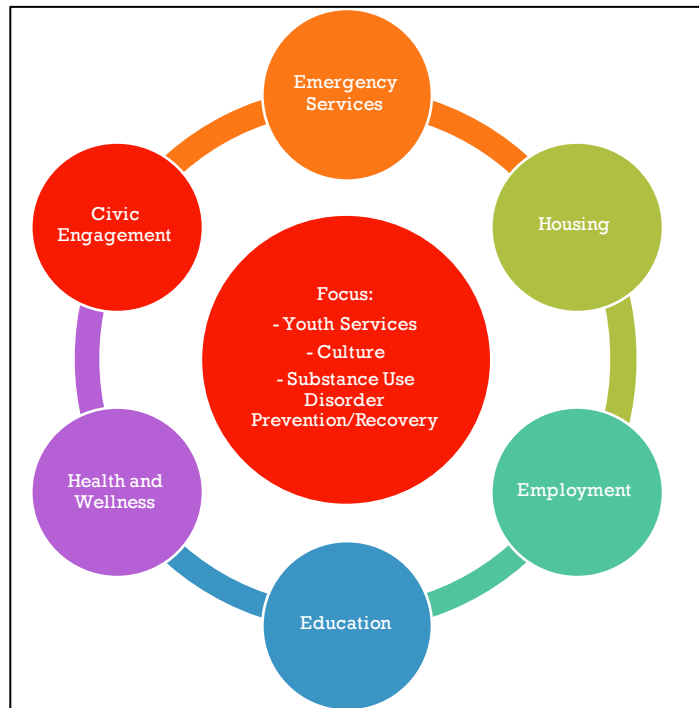 Emergency
Services
Civic
Engagement
Housing
Focus:
- Youth Services
- Culture
- Substance Use
Disorder
Prevention/Recovery
Health and
Wellness
Employment
Education